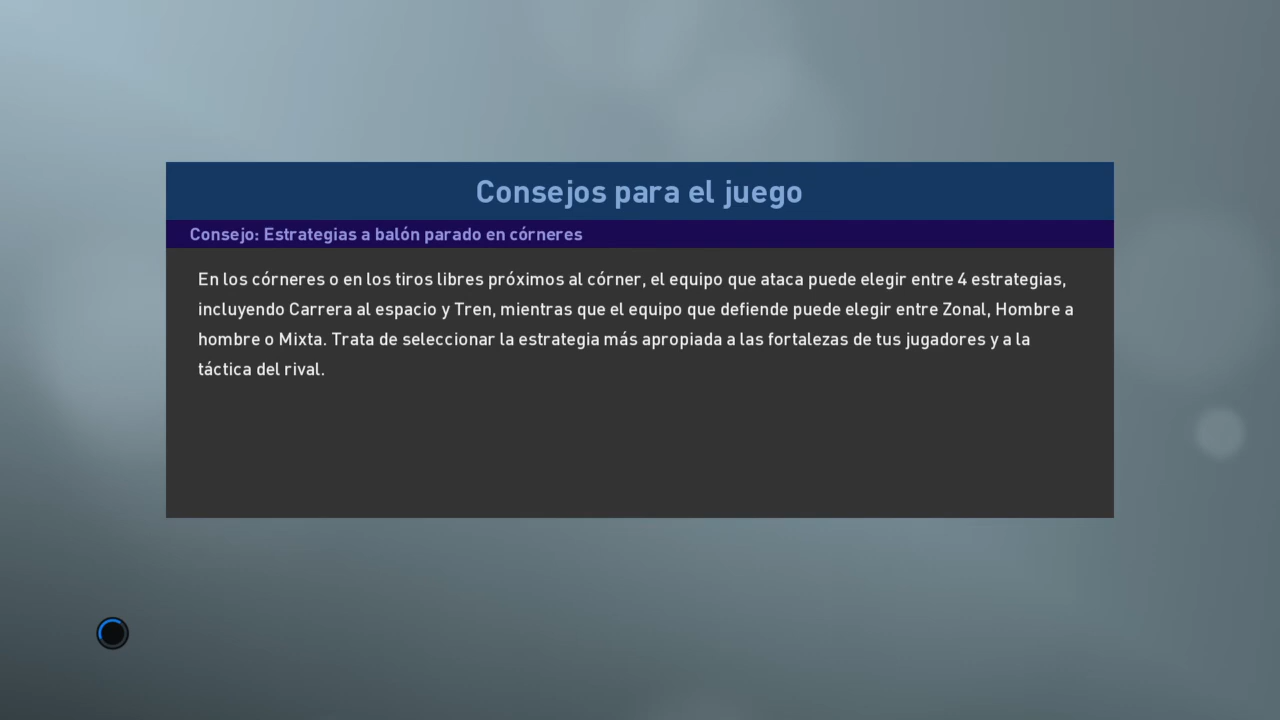 Consejos para el juego
Consejo: Estrategias a balón parado en córneres
En los córneres o en los tiros libres próximos al córner, el equipo que ataca puede elegir entre 4 estrategias,
incluyendo Carrera al espacio y Tren, mientras que el equipo que defiende puede elegir entre Zonal, Hombre a
hombre o Mixta. Trata de seleccionar la estrategia más apropiada a las fortalezas de tus jugadores y a la
táctica del rival.